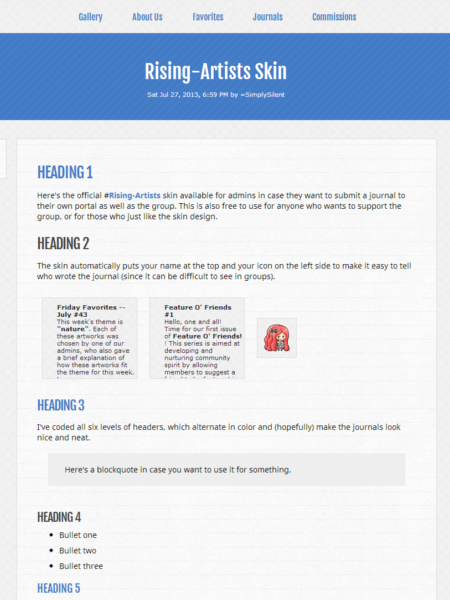 Gallery About Us Favorites Journals Commissions
Rising-Artists Skin
Sat Jul 27, 2013, 6:59 PM by ~SimplySilent
HEADING 1
Here's the official #Rising-Artists skin available for admins in case they want to submit a journal to
their own portal as well as the group. This is also free to use for anyone who wants to support the
group, or for those who just like the skin design.
HEADING 2
The skin automatically puts your name at the top and your icon on the left side to make it easy to tell
who wrote the journal (since it can be difficult to see in groups).
Friday Favorites --
July #43
This week's theme is
"nature". Each of
these artworks was
chosen by one of our
admins, who also gave
a brief explanation of
how these artworks fit
the theme for this week.
Feature O' Friends
#1
Hello, one and all!
Time for our first issue
of Feature O' Friends!
! This series is aimed at
developing and
nurturing community
sprit by allowing
members to suggest a
HEADING 3
I've coded all six levels of headers, which alternate in color and (hopefully) make the journals look
nice and neat.
Here's a blockquote in case you want to use it for something.
HEADING 4
Bullet one
Bullet two
Bullet three
HEADING 5